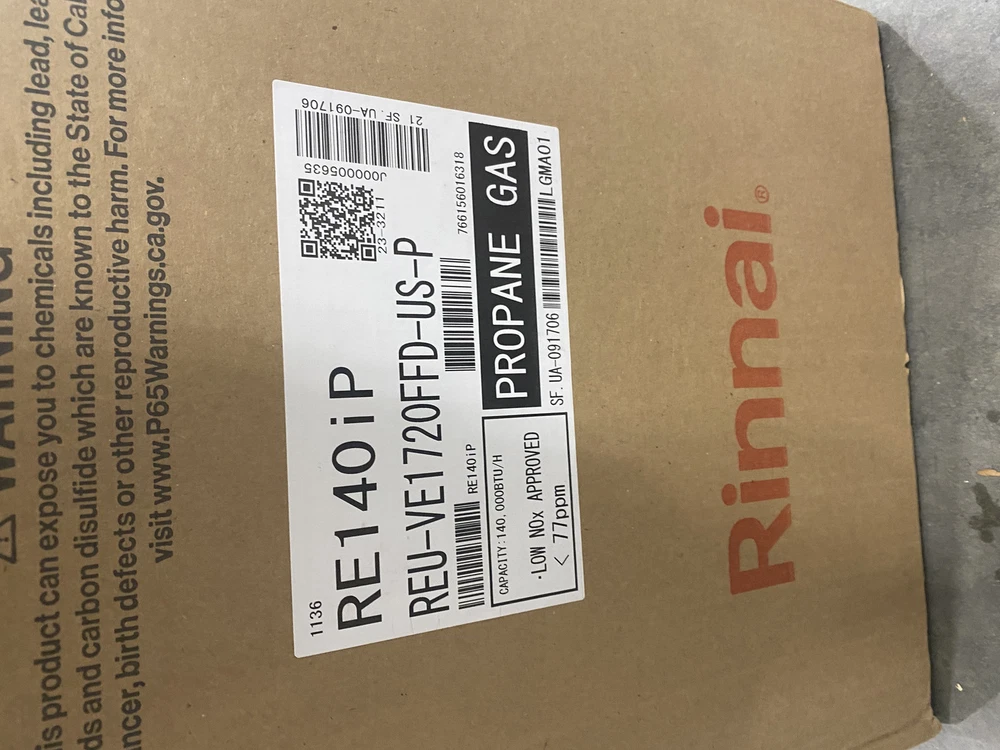 WARNING
is product can expose you to chemicals including lead, lea
ds and carbon disulfide which are known to the State of Cal
ncer, birth defects or other reproductive harm. For more info
visit www.P65Warnings.ca.gov.
1136
RE140iP
J000005635
21 SF. UA-091706
23-3211
REU-VE1720FFD-US-P
RE140iP
766156016318
CAPACITY:140,000BTU/H
·LOW NOx APPROVED
< 77ppm
PROPANE GAS
SF. UA-091706
LGMA01
Rinnai®